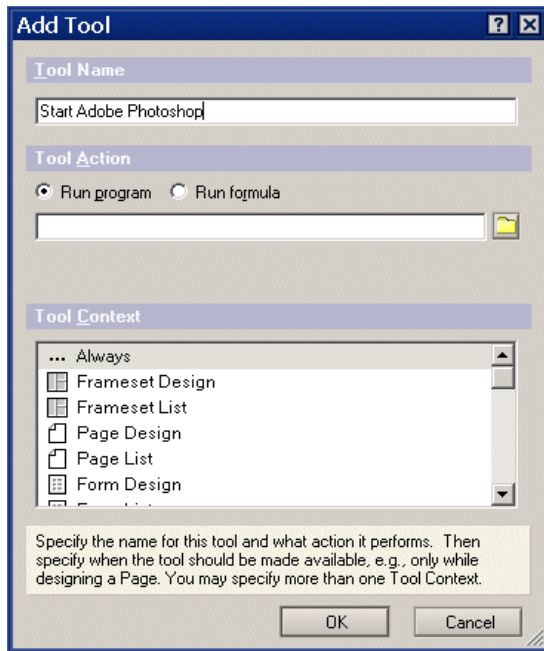 Add Tool
Tool Name
Start Adobe Photoshop
Tool Action
Run program Run formula
Tool Context
... Always
Frameset Design
Frameset List
Page Design
Page List
Form Design
Specify the name for this tool and what action it performs. Then
specify when the tool should be made available, e.g., only while
designing a Page. You may specify more than one Tool Context.
OK Cancel